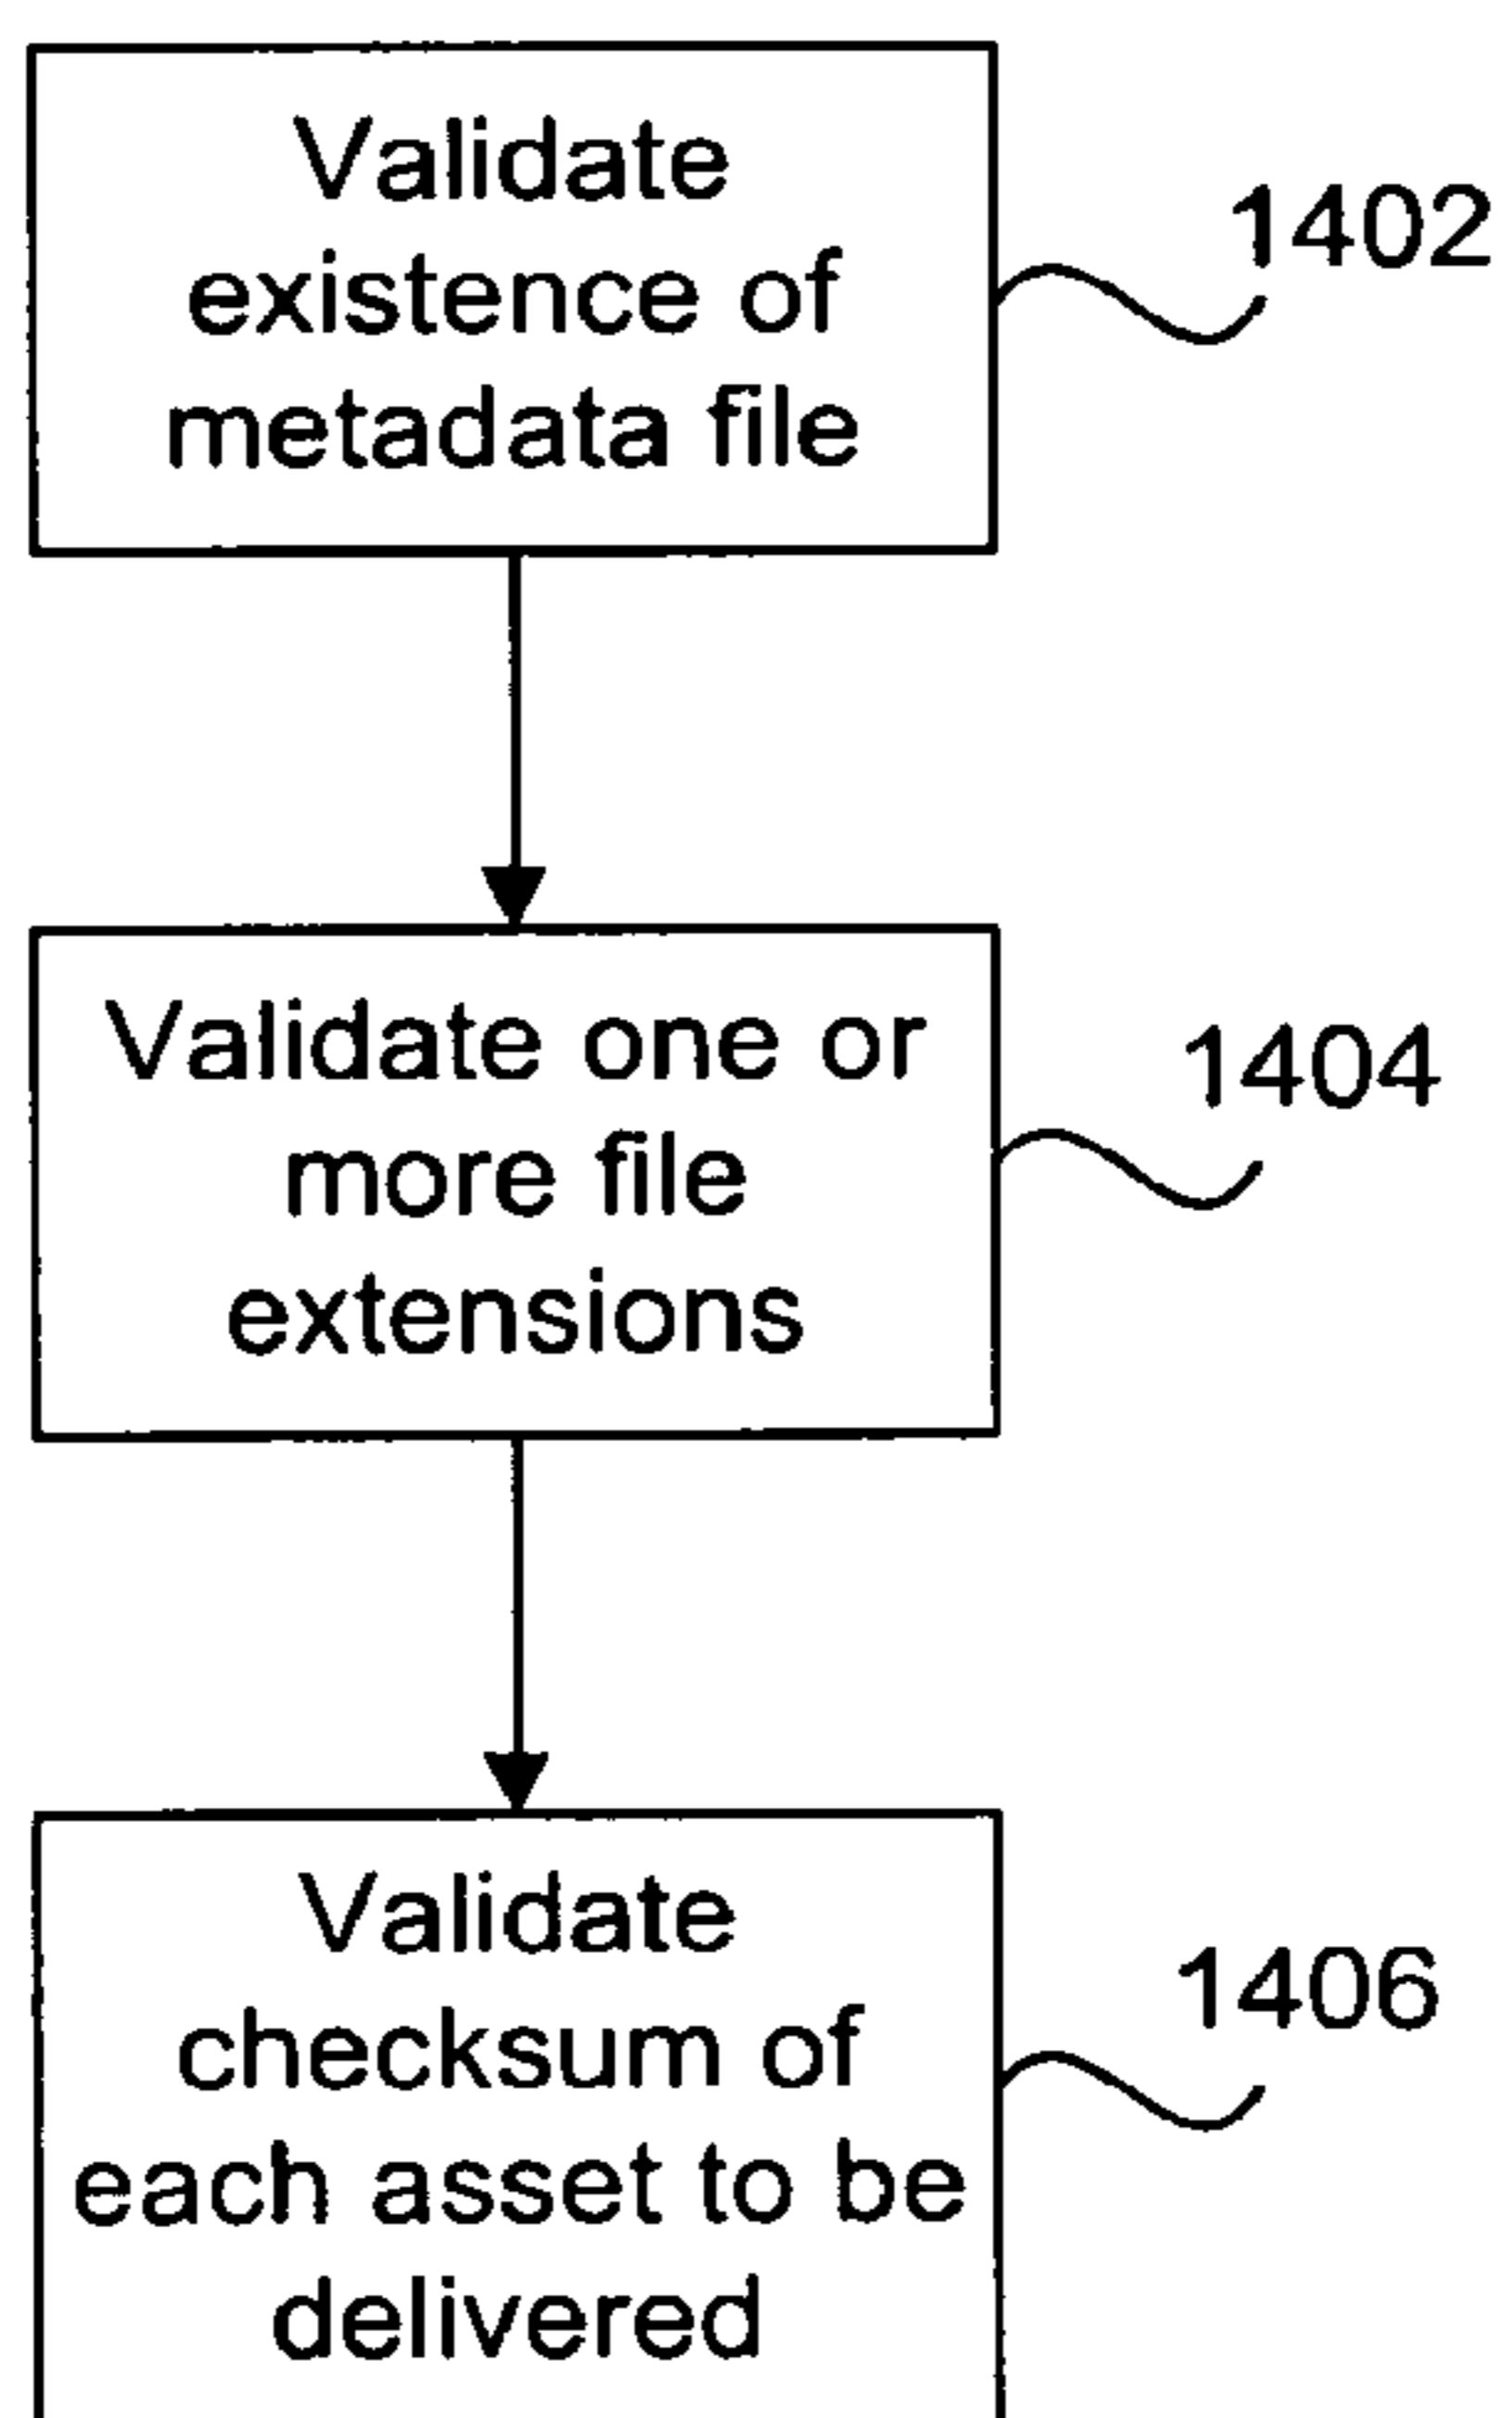 Validate
existence of
metadata file
1402
Validate one or
more file
extensions
1404
Validate
checksum of
each asset to be
delivered
1406